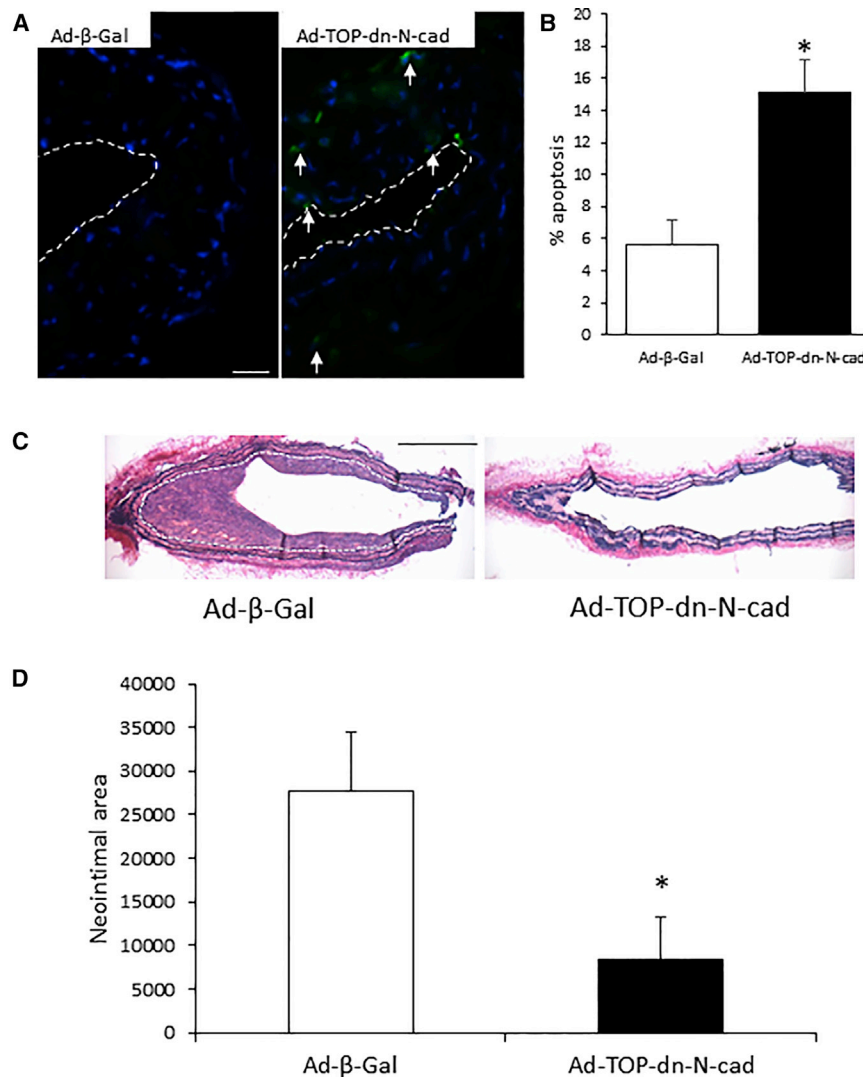 A
Ad-β-Gal
Ad-TOP-dn-N-cad
B
% apoptosis
20
18
16
14
12
10
8
6
4
2
0
*
Ad-β-Gal
Ad-TOP-dn-N-cad
C
Ad-β-Gal
Ad-TOP-dn-N-cad
D
Neointimal area
40000
35000
30000
25000
20000
15000
10000
5000
0
*
Ad-β-Gal
Ad-TOP-dn-N-cad